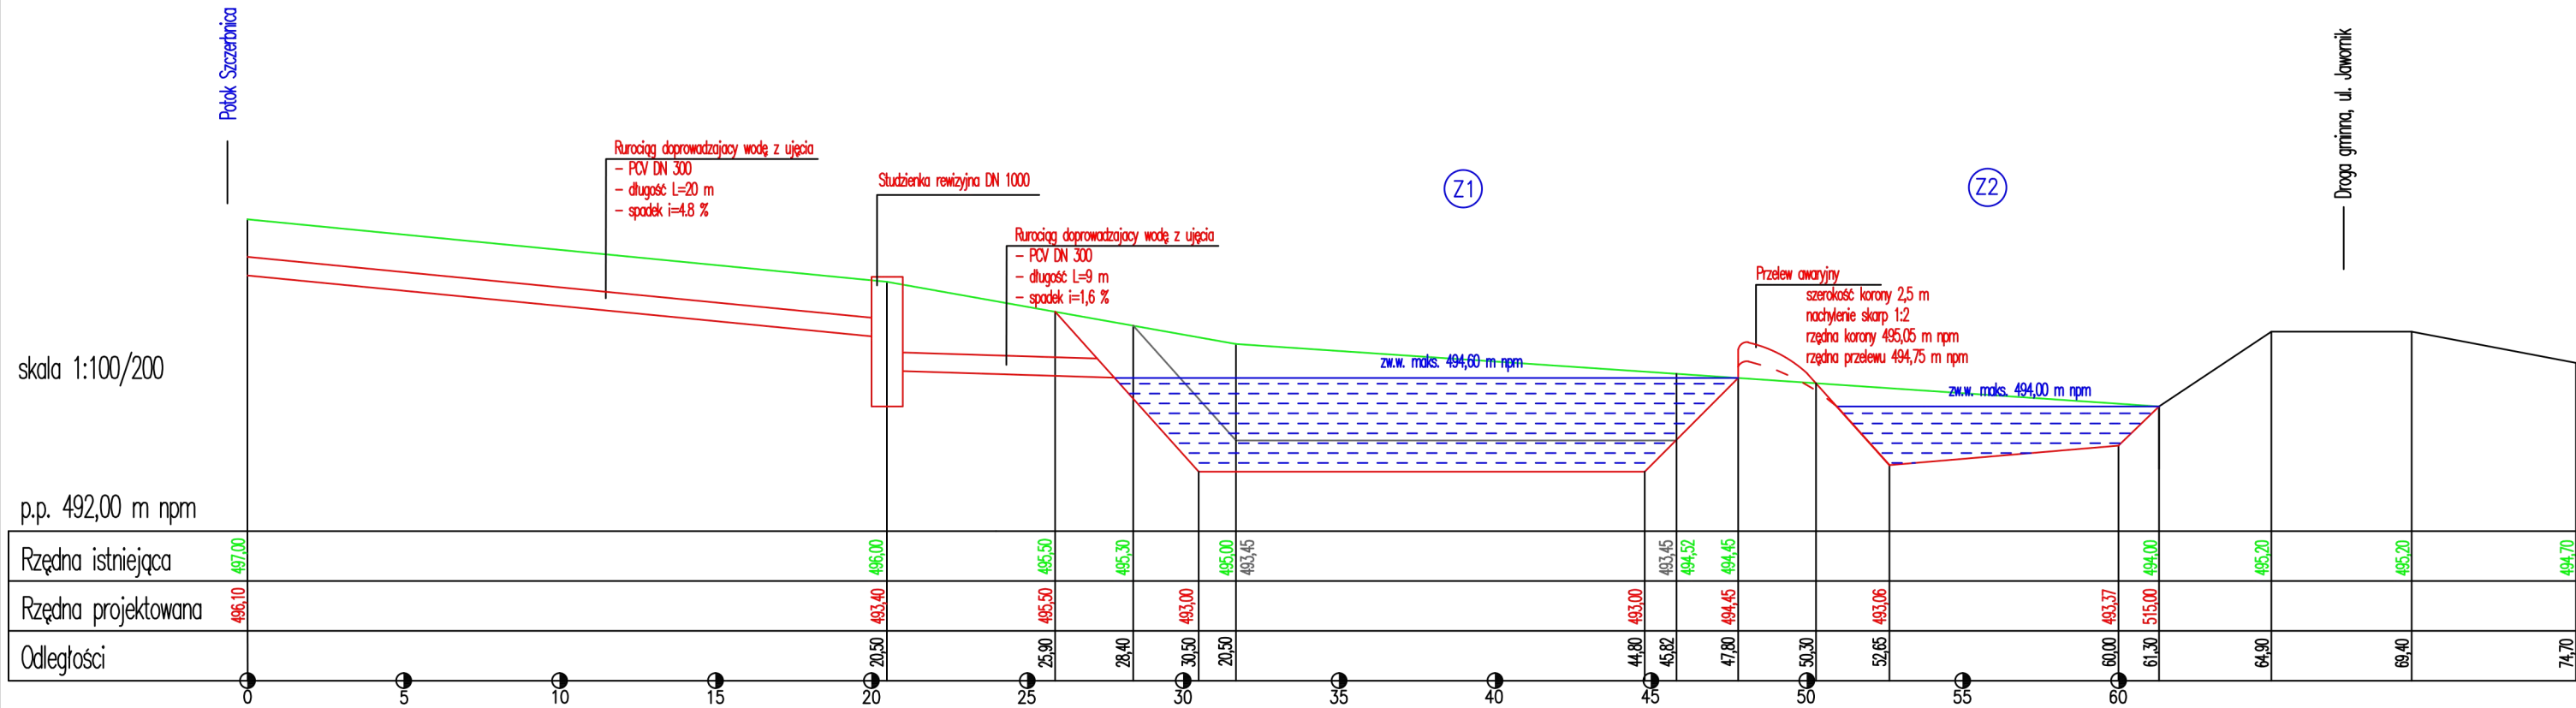 Potok Szczerbnica
Rurociąg doprowadzajacy wodę z ujęcia
– PCV DN 300
– długość L=20 m
– spadek i=4.8 %
Studzienka rewizyjna DN 1000
Rurociąg doprowadzajacy wodę z ujęcia
– PCV DN 300
– długość L=9 m
– spadek i=1,6 %
Z1
Z2
Droga gminna, ul. Jawornik
Przelew awaryjny
szerokość korony 2,5 m
nachylenie skarp 1:2
rzędna korony 495,05 m npm
rzędna przelewu 494,75 m npm
zw.w. maks. 494,60 m npm
zw.w. maks. 494,00 m npm
skala 1:100/200
p.p. 492,00 m npm
Rzędna istniejąca
497,00 496,00 495,50 495,30 495,00 493,45 493,45 494,52 494,45 494,00 495,20 495,20 494,70
Rzędna projektowana
496,10 493,40 495,50 493,00 493,00 494,45 493,06 493,37 515,00
Odległości
20,50 25,90 28,40 30,50 20,50 44,80 45,82 47,80 50,30 52,65 60,00 61,30 64,90 69,40 74,70
0 5 10 15 20 25 30 35 40 45 50 55 60